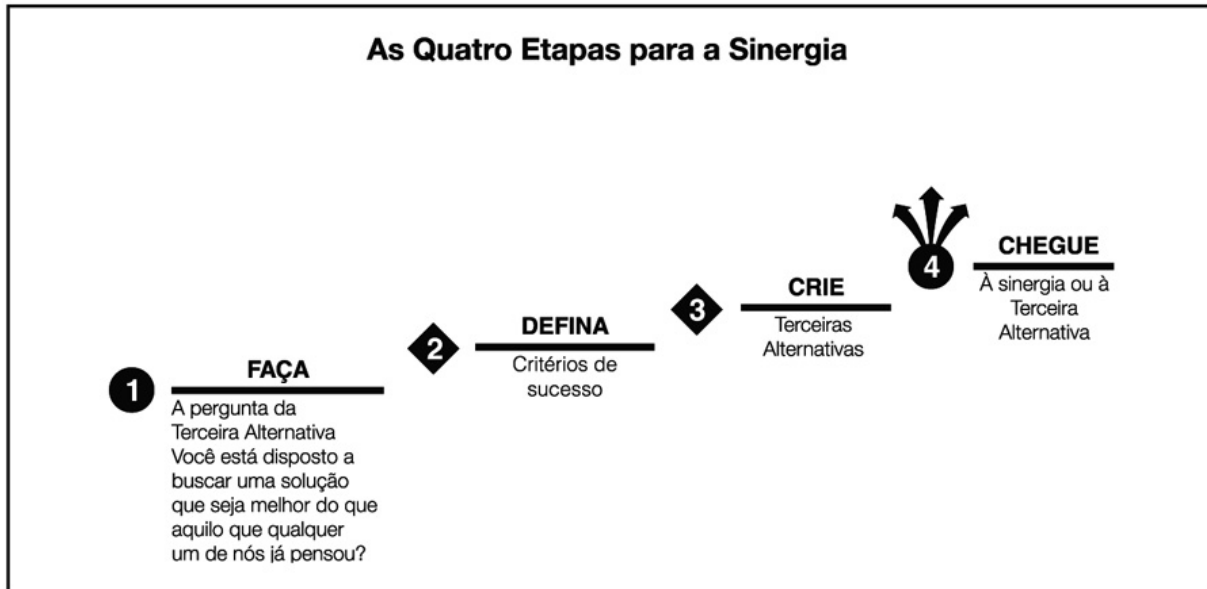 As Quatro Etapas para a Sinergia
1
FAÇA
A pergunta da
Terceira Alternativa
Você está disposto a
buscar uma solução
que seja melhor do que
aquilo que qualquer
um de nós já pensou?
2
DEFINA
Critérios de
sucesso
3
CRIE
Terceiras
Alternativas
4
CHEGUE
À sinergia ou à
Terceira
Alternativa